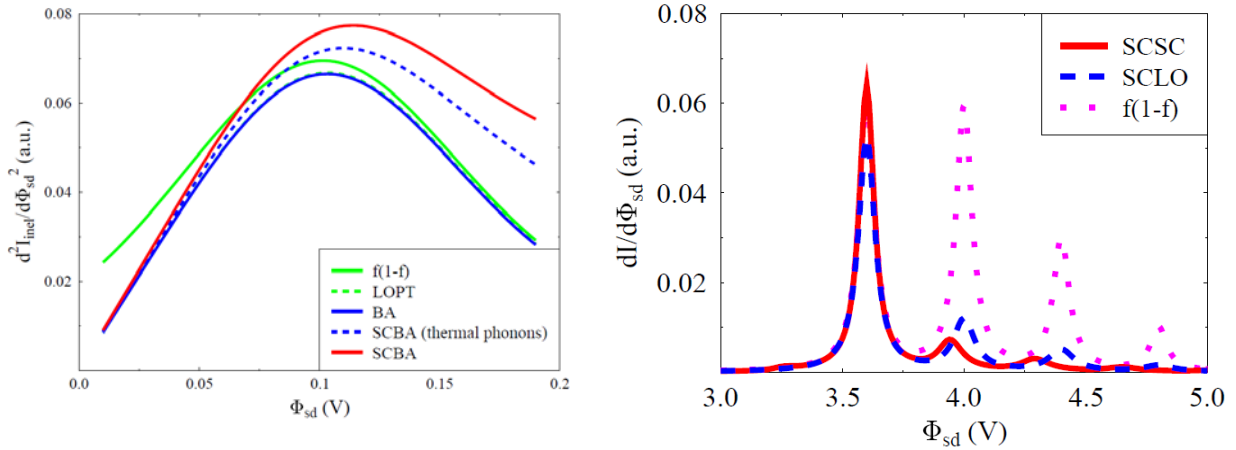 d²I_inel/dΦ_sd² (a.u.)
0.08
0.06
0.04
0.02
0.0
0.05
0.1
0.15
0.2
Φ_sd (V)
f(1-f)
LOPT
BA
SCBA (thermal phonons)
SCBA
dI/dΦ_sd (a.u.)
0.08
0.06
0.04
0.02
3.0
3.5
4.0
4.5
5.0
Φ_sd (V)
SCSC
SCLO
f(1-f)